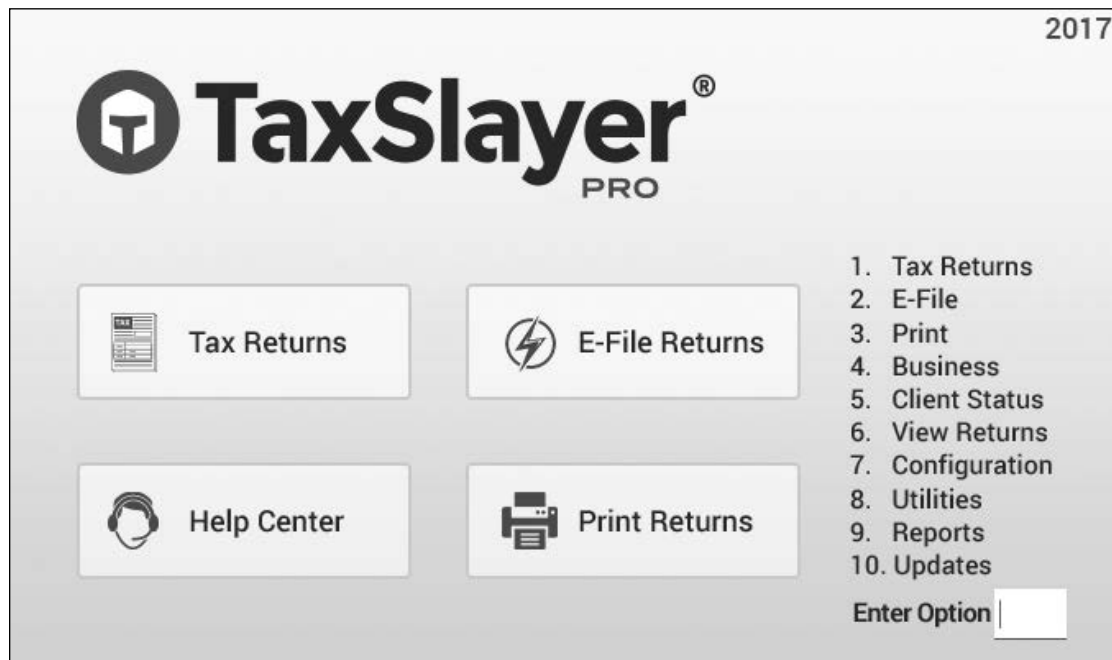 2017
TaxSlayer®
PRO
Tax Returns
E-File Returns
Help Center
Print Returns
1. Tax Returns
2. E-File
3. Print
4. Business
5. Client Status
6. View Returns
7. Configuration
8. Utilities
9. Reports
10. Updates
Enter Option